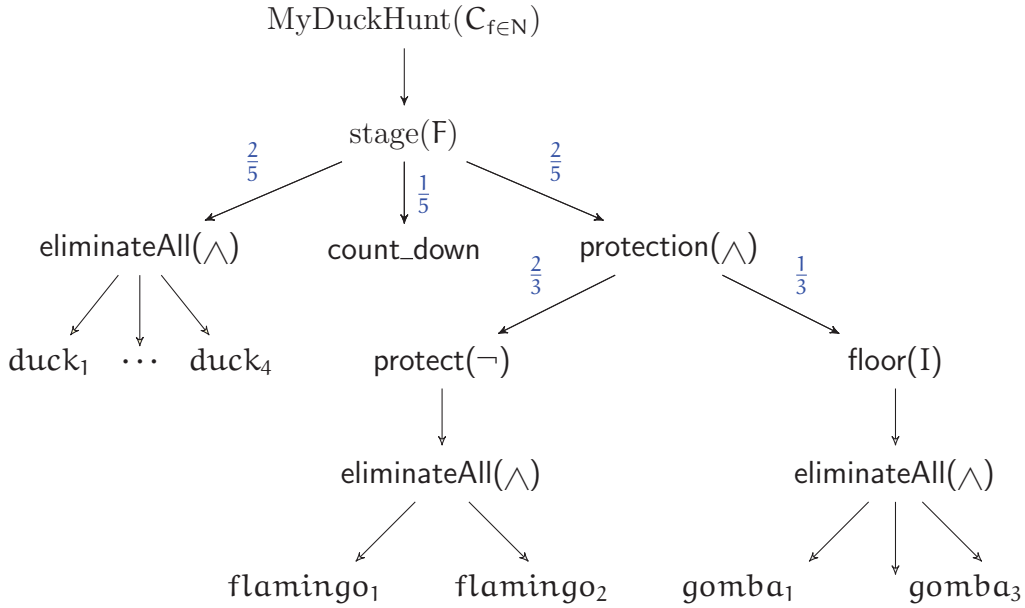 MyDuckHunt(C_{f∈N})
stage(F)
2/5 1/5 2/5
eliminateAll(∧) count_down protection(∧)
2/3 1/3
duck₁ ··· duck₄ protect(¬) floor(I)
eliminateAll(∧) eliminateAll(∧)
flamingo₁ flamingo₂ gomba₁ gomba₃